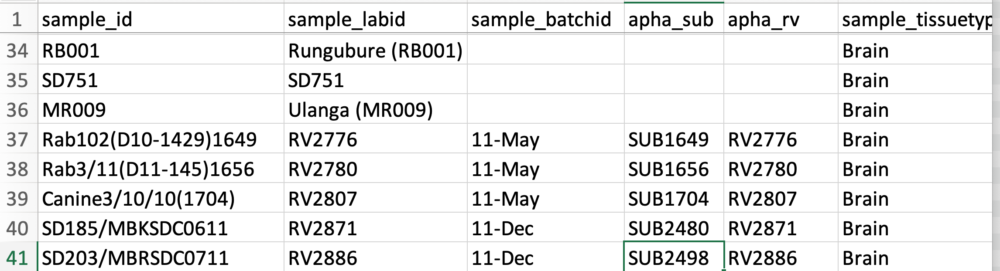 1 sample_id sample_labid sample_batchid apha_sub apha_rv sample_tissuetyp
34 RB001 Rungubure (RB001) Brain
35 SD751 SD751 Brain
36 MR009 Ulanga (MR009) Brain
37 Rab102(D10-1429)1649 RV2776 11-May SUB1649 RV2776 Brain
38 Rab3/11(D11-145)1656 RV2780 11-May SUB1656 RV2780 Brain
39 Canine3/10/10(1704) RV2807 11-May SUB1704 RV2807 Brain
40 SD185/MBKSDC0611 RV2871 11-Dec SUB2480 RV2871 Brain
41 SD203/MBRSDC0711 RV2886 11-Dec SUB2498 RV2886 Brain